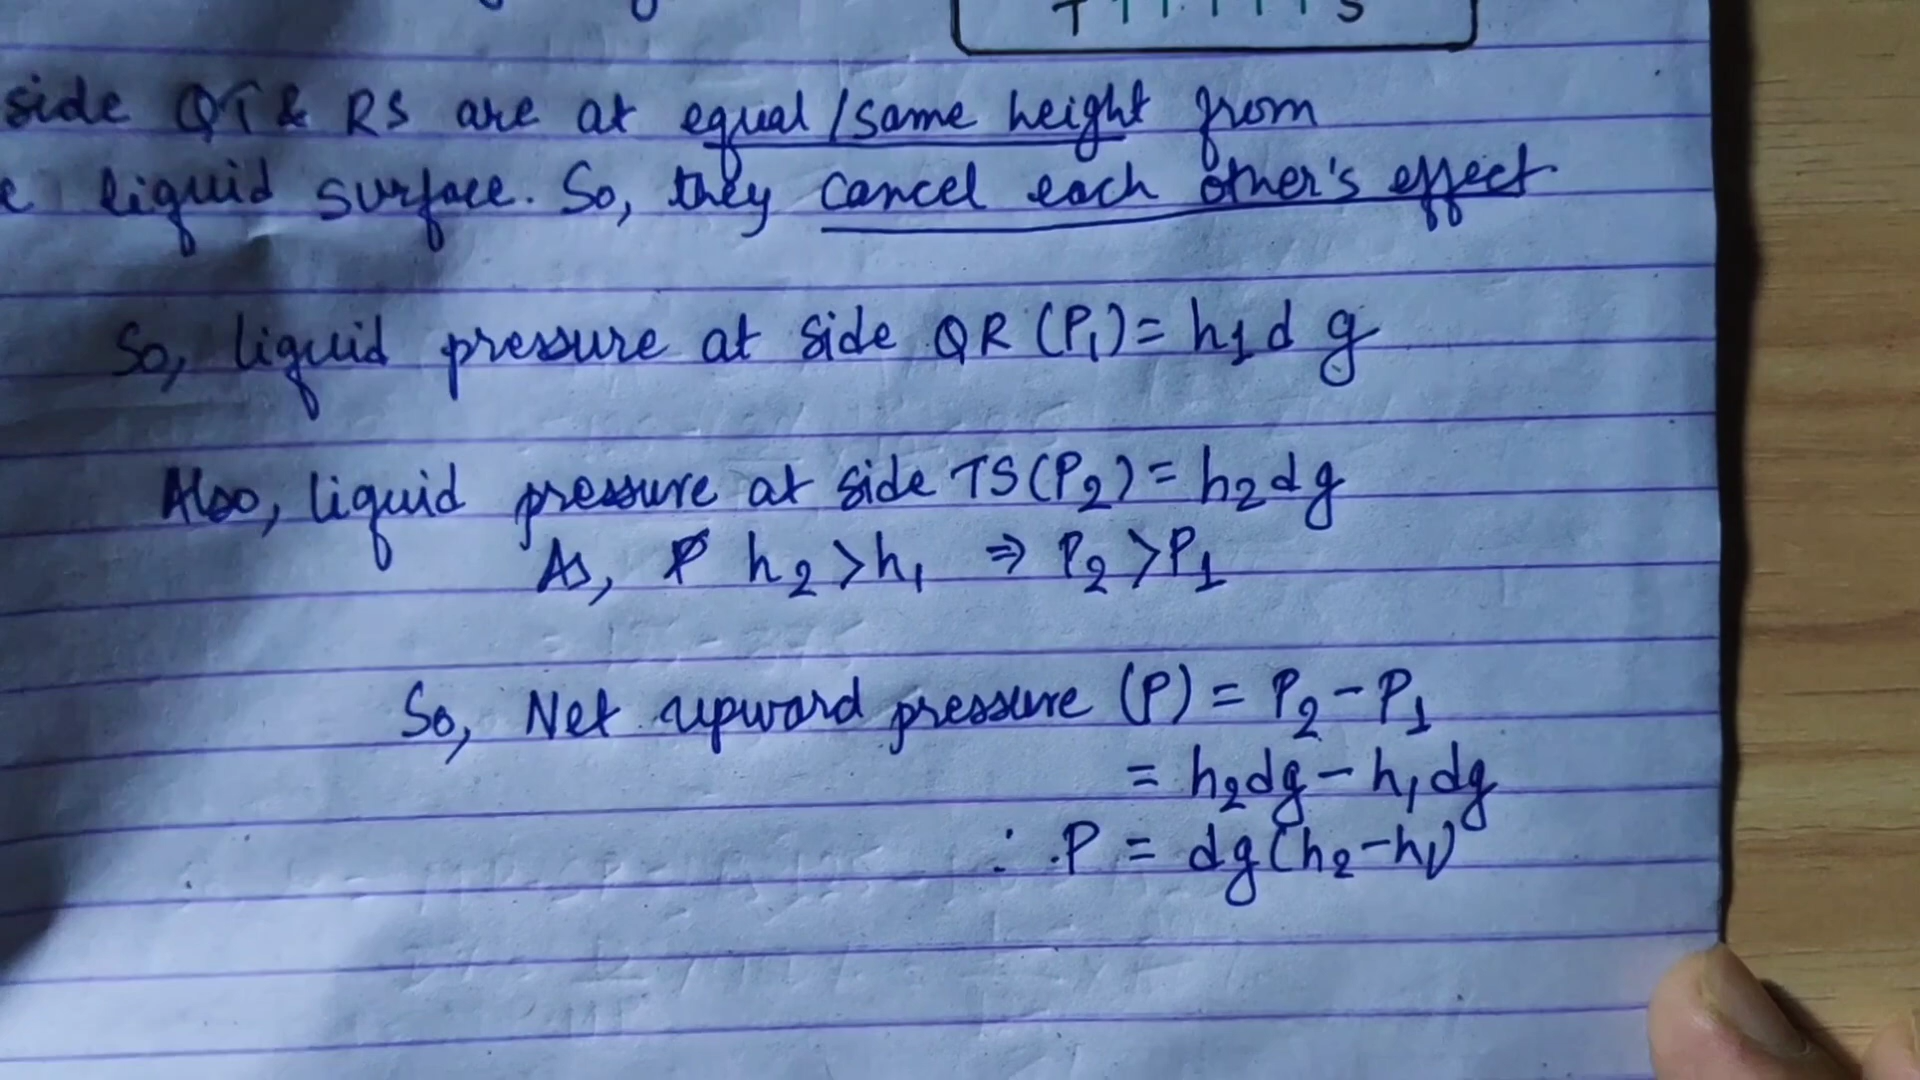 T S
side QT & RS are at equal/same height from
liquid surface. So, they cancel each other's effect
So, liquid pressure at side QR (P₁) = h₁ d g
Also, liquid pressure at side TS (P₂) = h₂dg
As, h₂ > h₁ ⇒ P₂ > P₁
So, Net upward pressure (P) = P₂ - P₁
= h₂dg - h₁dg
∴ P = dg(h₂-h₁)